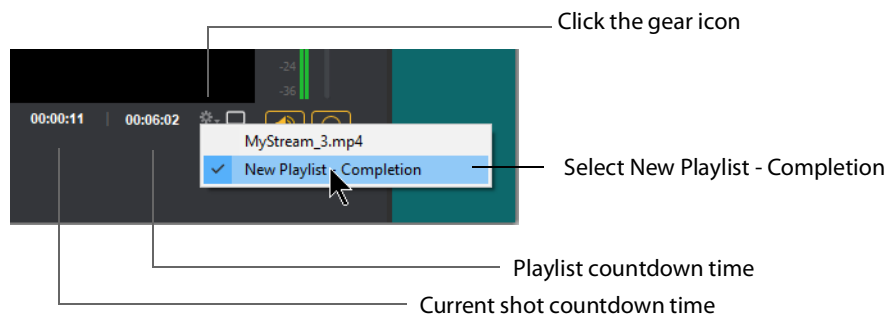 Click the gear icon
-24
-36
00:00:11 | 00:06:02
MyStream_3.mp4
New Playlist - Completion
Select New Playlist - Completion
Playlist countdown time
Current shot countdown time